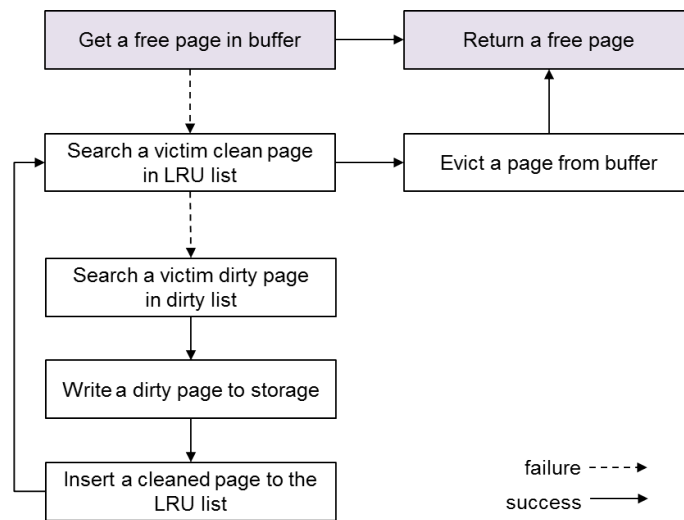 Get a free page in buffer
Return a free page
Search a victim clean page
in LRU list
Evict a page from buffer
Search a victim dirty page
in dirty list
Write a dirty page to storage
Insert a cleaned page to the
LRU list
failure
success